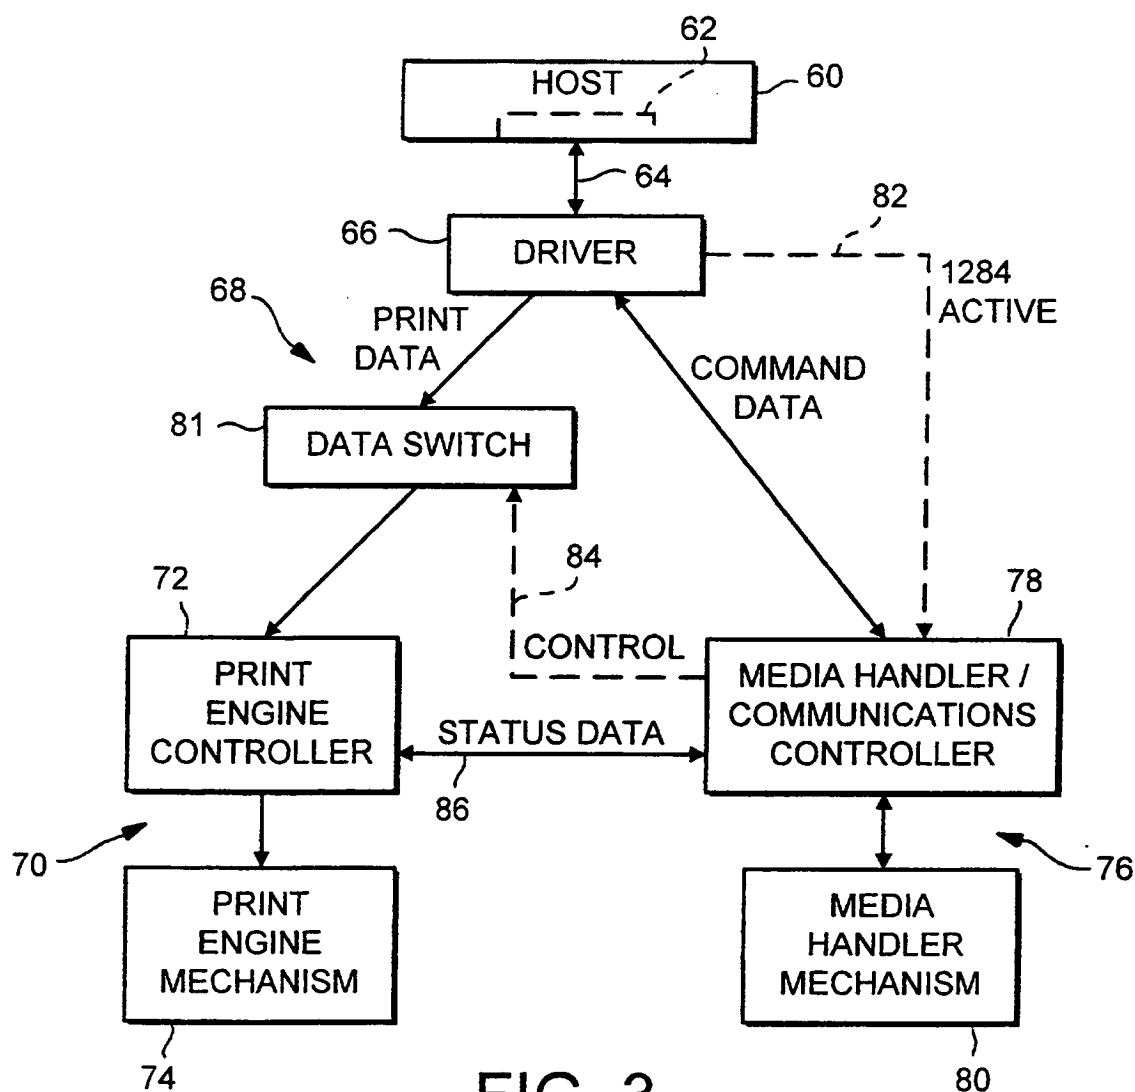 62
HOST
60
64
82
66
DRIVER
68
1284
ACTIVE
PRINT
DATA
COMMAND
DATA
81
DATA SWITCH
84
72
78
CONTROL
PRINT
ENGINE
CONTROLLER
MEDIA HANDLER /
COMMUNICATIONS
CONTROLLER
STATUS DATA
86
70
76
PRINT
ENGINE
MECHANISM
MEDIA
HANDLER
MECHANISM
74
80